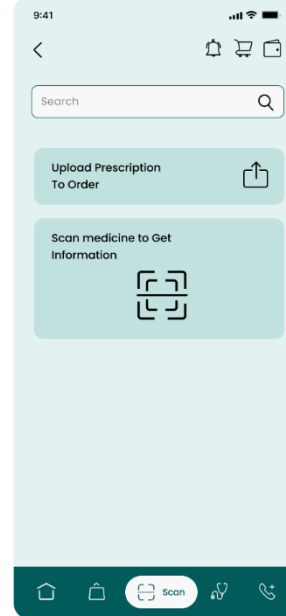 9:41
Search
Upload Prescription
To Order
Scan medicine to Get
Information
Scan